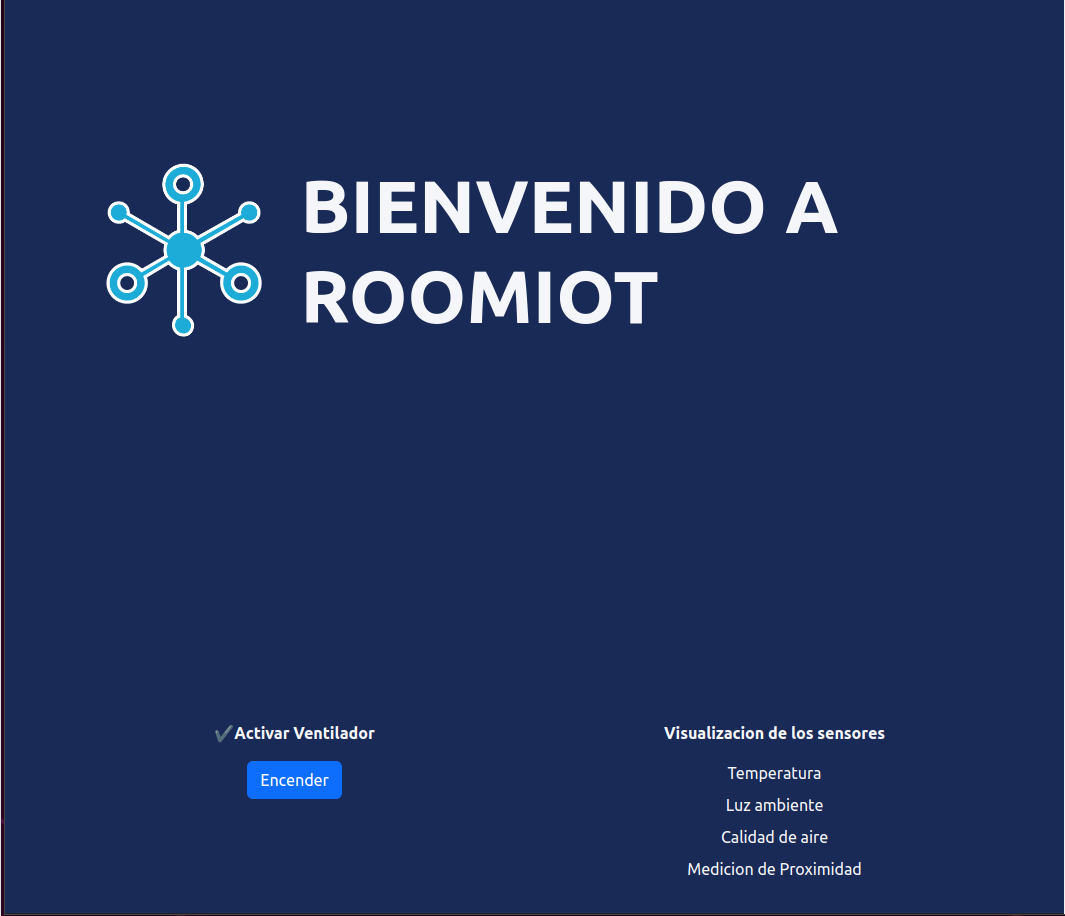 BIENVENIDO A
ROOMIOT
✔Activar Ventilador
Encender
Visualizacion de los sensores
Temperatura
Luz ambiente
Calidad de aire
Medicion de Proximidad